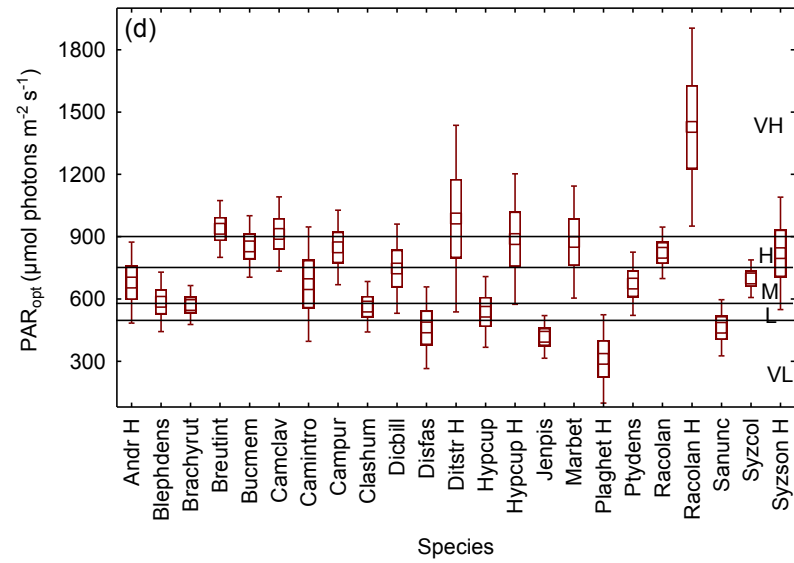 (d)
PARopt (μmol photons m⁻² s⁻¹)
1800
1500
1200
900
600
300
VH
H
M
L
VL
Andr H
Blephdens
Brachyrut
Breutint
Bucmem
Camclav
Camintro
Campur
Clashum
Dicbill
Disfas
Ditstr H
Hypcup
Hypcup H
Jenpis
Marbet
Plaghet H
Ptydens
Racolan
Racolan H
Sanunc
Syzcol
Syzson H
Species